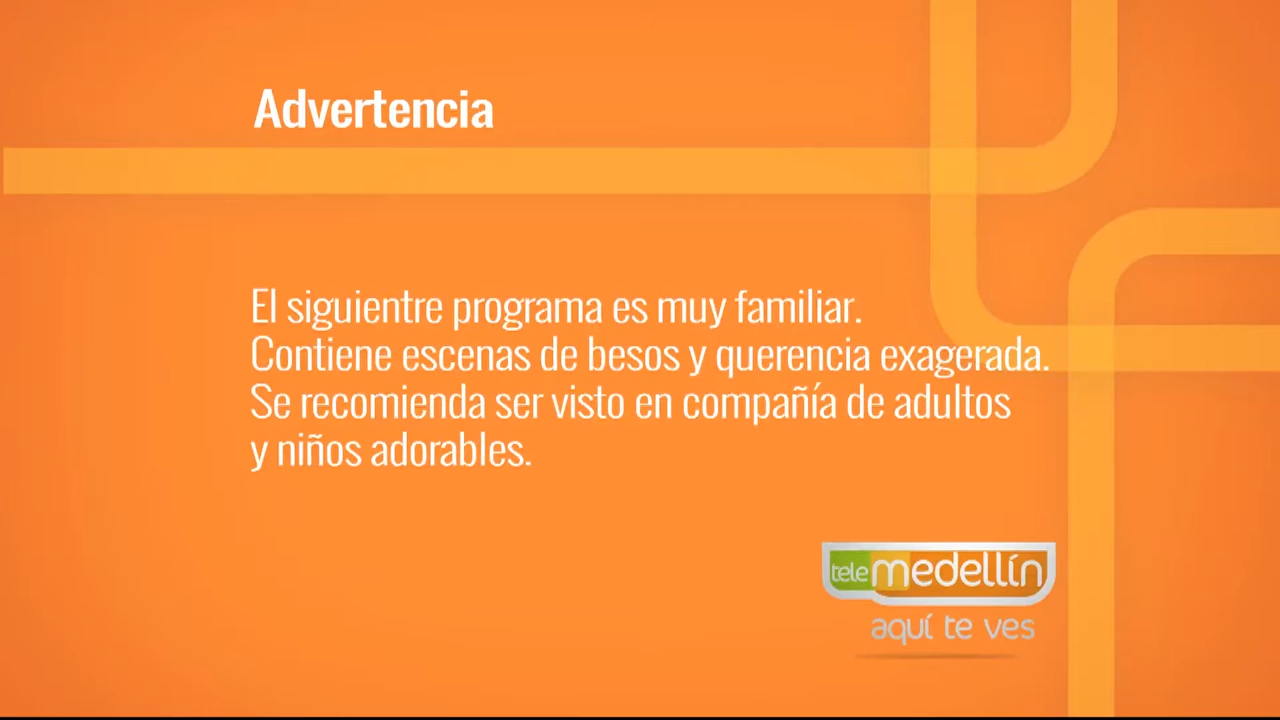 Advertencia
El siguientre programa es muy familiar.
Contiene escenas de besos y querencia exagerada.
Se recomienda ser visto en compañía de adultos
y niños adorables.
tele medellín
aquí te ves